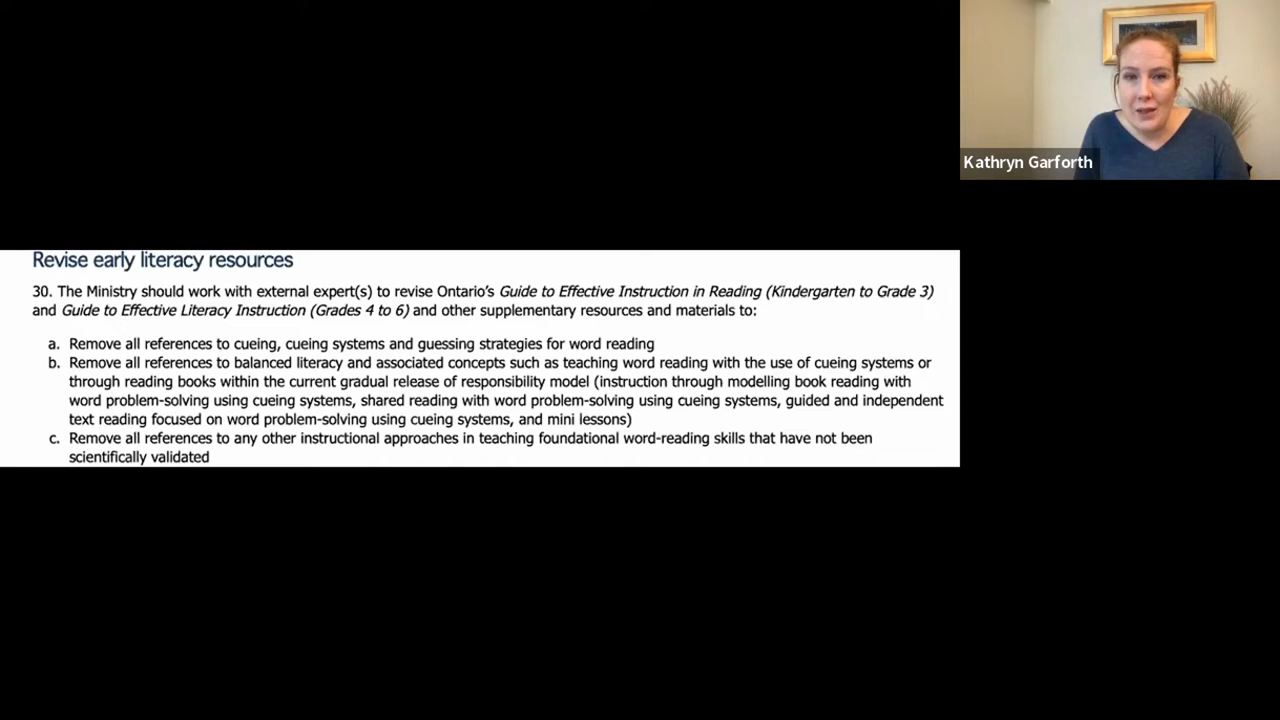 Kathryn Garforth
Revise early literacy resources
30. The Ministry should work with external expert(s) to revise Ontario's Guide to Effective Instruction in Reading (Kindergarten to Grade 3)
and Guide to Effective Literacy Instruction (Grades 4 to 6) and other supplementary resources and materials to:
a. Remove all references to cueing, cueing systems and guessing strategies for word reading
b. Remove all references to balanced literacy and associated concepts such as teaching word reading with the use of cueing systems or
through reading books within the current gradual release of responsibility model (instruction through modelling book reading with
word problem-solving using cueing systems, shared reading with word problem-solving using cueing systems, guided and independent
text reading focused on word problem-solving using cueing systems, and mini lessons)
c. Remove all references to any other instructional approaches in teaching foundational word-reading skills that have not been
scientifically validated